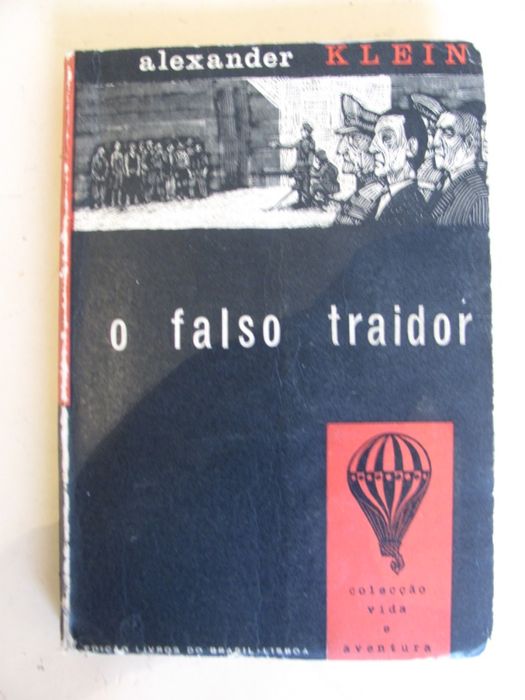 alexander KLEIN
o falso traidor
colecção
vida
e
aventura
EDIÇÃO LIVROS DO BRASIL·LISBOA